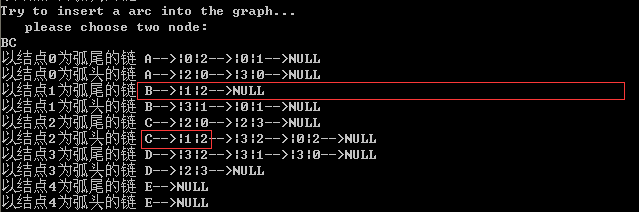 Try to insert a arc into the graph...
please choose two node:
BC
以结点0为弧尾的链 A-->|0|2-->|0|1-->NULL
以结点0为弧头的链 A-->|2|0-->|3|0-->NULL
以结点1为弧尾的链 B-->|1|2-->NULL
以结点1为弧头的链 B-->|3|1-->|0|1-->NULL
以结点2为弧尾的链 C-->|2|0-->|2|3-->NULL
以结点2为弧头的链 C-->|1|2-->|3|2-->|0|2-->NULL
以结点3为弧尾的链 D-->|3|2-->|3|1-->|3|0-->NULL
以结点3为弧头的链 D-->|2|3-->NULL
以结点4为弧尾的链 E-->NULL
以结点4为弧头的链 E-->NULL